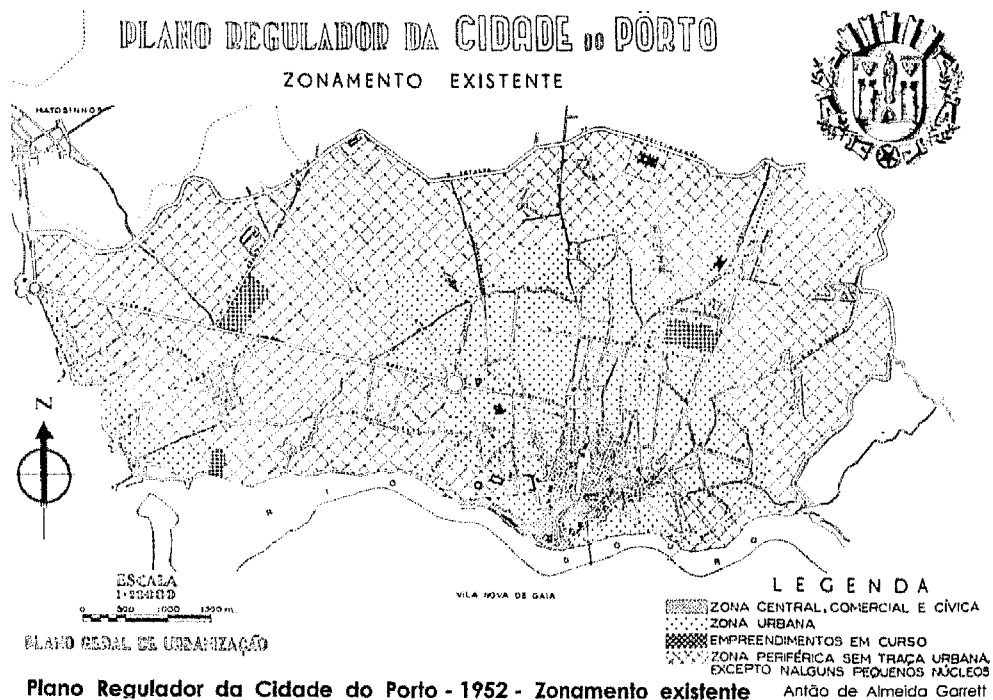 PLANO REGULADOR DA CIDADE DO PÔRTO
ZONAMENTO EXISTENTE
MATOSINHOS
N
RIO
DOURO
VILA NOVA DE GAIA
ESCALA
0 500 1000 1500 m.
PLANO GERAL DE URBANIZAÇÃO
LEGENDA
ZONA CENTRAL, COMERCIAL E CÍVICA
ZONA URBANA
EMPREENDIMENTOS EM CURSO
ZONA PERIFÉRICA SEM TRAÇA URBANA,
EXCEPTO NALGUNS PEQUENOS NÚCLEOS
Plano Regulador da Cidade do Porto - 1952 - Zonamento existente Antão de Almeida Garrett